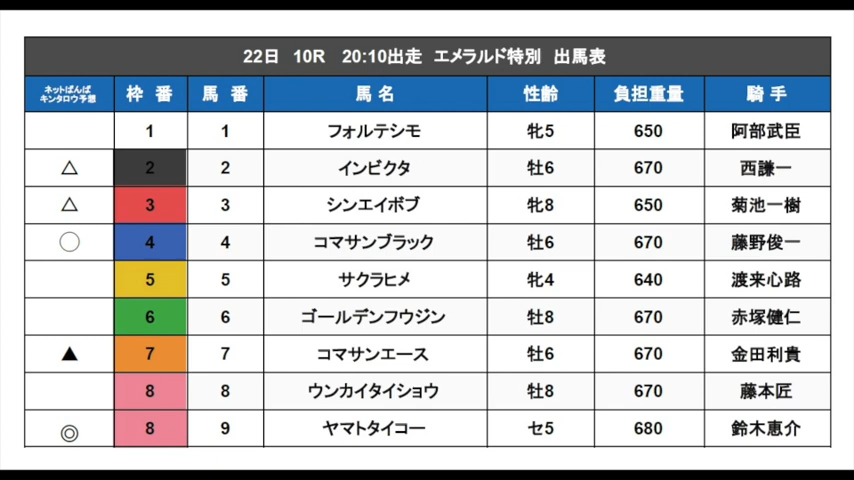 22日 10R 20:10出走 エメラルド特別 出馬表
ネットばんば キンタロウ予想 枠番 馬番 馬名 性齢 負担重量 騎手
1 1 フォルテシモ 牝5 650 阿部武臣
△ 2 2 インビクタ 牡6 670 西謙一
△ 3 3 シンエイボブ 牝8 650 菊池一樹
○ 4 4 コマサンブラック 牡6 670 藤野俊一
5 5 サクラヒメ 牝4 640 渡来心路
6 6 ゴールデンフウジン 牡8 670 赤塚健仁
▲ 7 7 コマサンエース 牡6 670 金田利貴
8 8 ウンカイタイショウ 牡8 670 藤本匠
◎ 8 9 ヤマトタイコー セ5 680 鈴木恵介